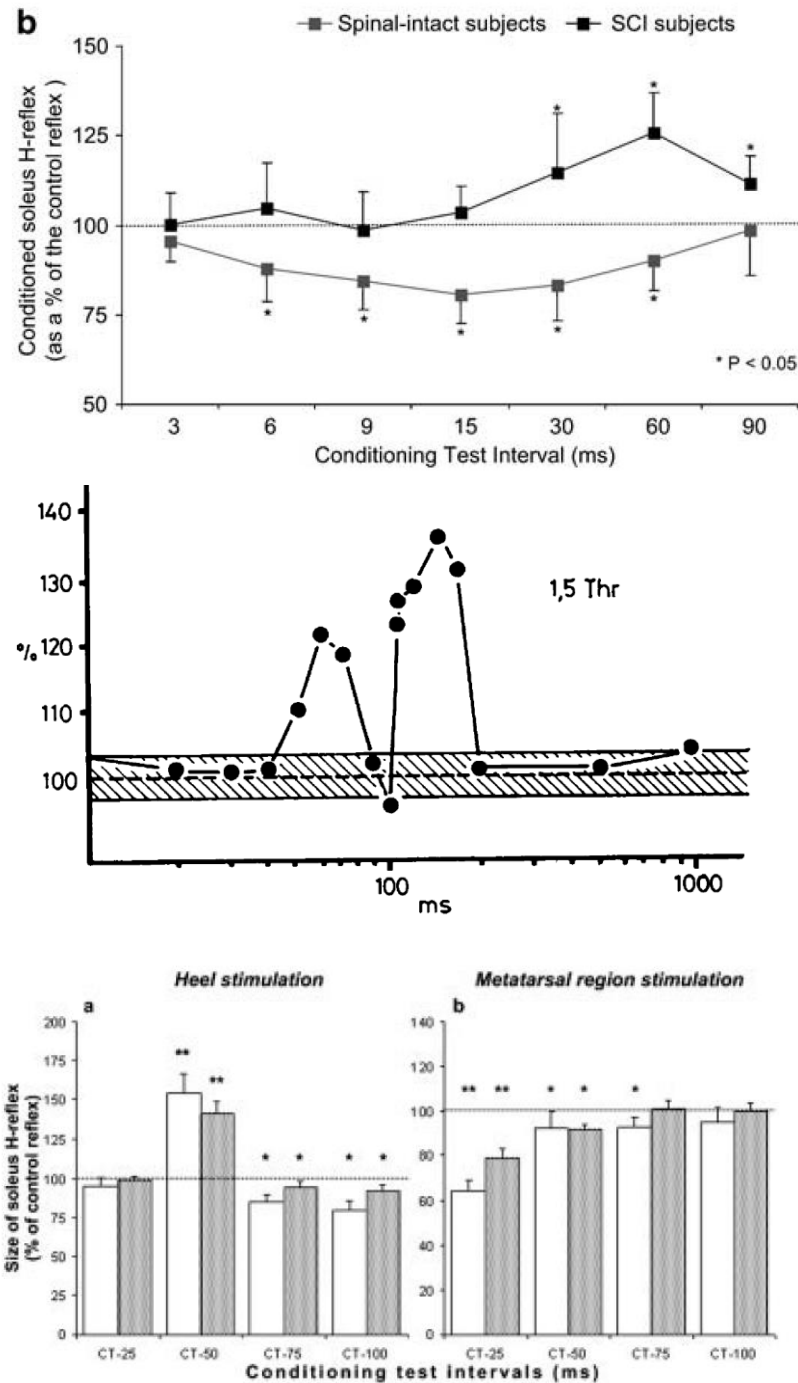 b
Spinal-intact subjects SCI subjects
Conditioned soleus H-reflex
(as a % of the control reflex )
150
125
100
75
50
* * *
* * * * *
* P < 0.05
3 6 9 15 30 60 90
Conditioning Test Interval (ms)
140
130
120
110
100
%
1,5 Thr
100 1000
ms
Heel stimulation Metatarsal region stimulation
a b
Size of soleus H-reflex
(% of control reflex)
200
175
150
125
100
75
50
25
0
** **
* * * *
140
120
100
80
60
40
20
0
** ** * * *
CT-25 CT-50 CT-75 CT-100 CT-25 CT-50 CT-75 CT-100
Conditioning test intervals (ms)